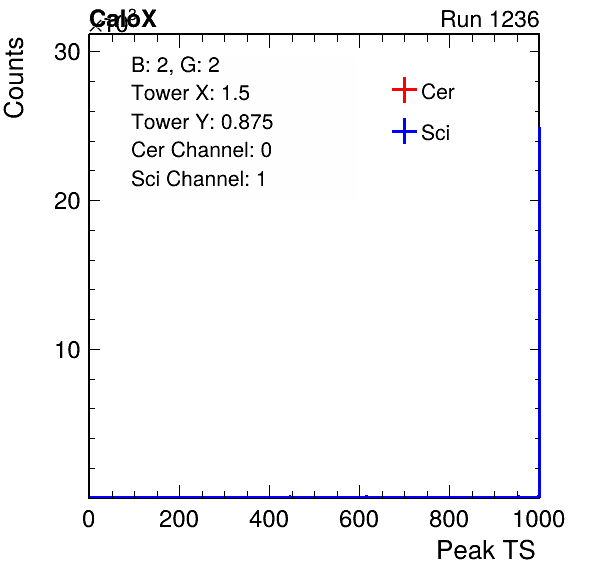 CaloX Run 1236
×10³
Counts
30
20
10
B: 2, G: 2
Tower X: 1.5
Tower Y: 0.875
Cer Channel: 0
Sci Channel: 1
Cer
Sci
0 200 400 600 800 1000
Peak TS